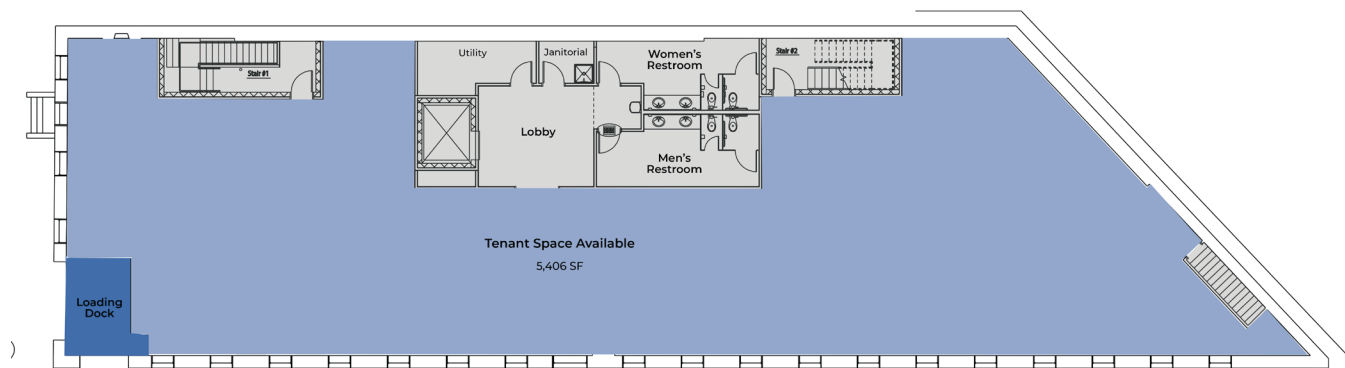 Utility
Janitorial
Women's
Restroom
Stair #2
Stair #1
Lobby
Men's
Restroom
Tenant Space Available
5,406 SF
Loading
Dock